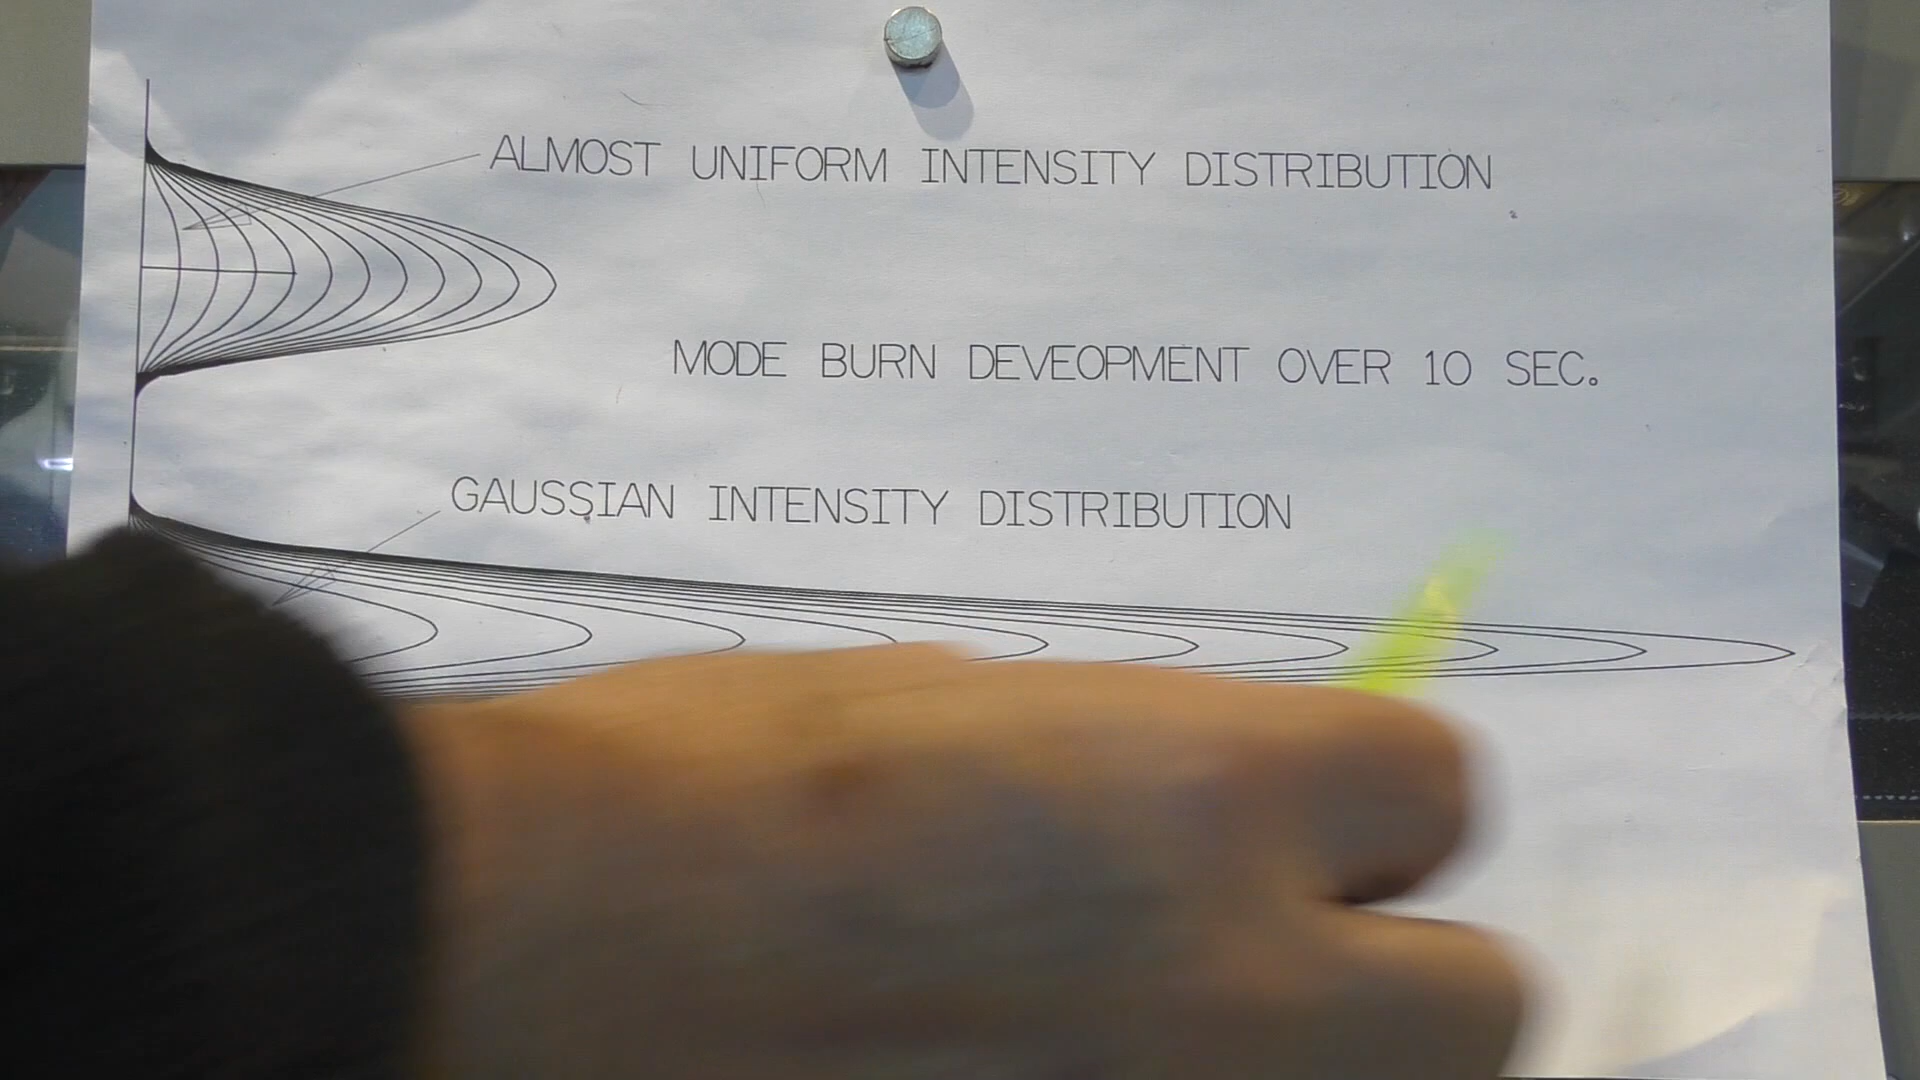 ALMOST UNIFORM INTENSITY DISTRIBUTION
MODE BURN DEVEOPMENT OVER 10 SEC.
GAUSSIAN INTENSITY DISTRIBUTION